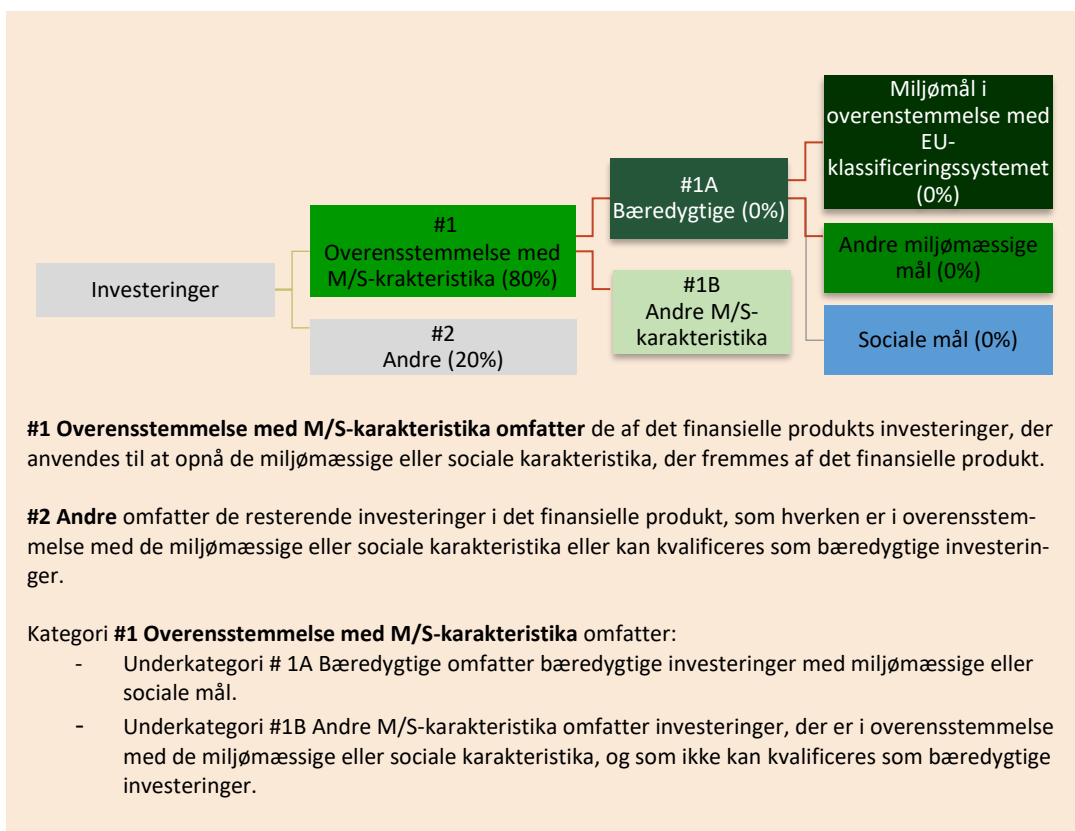 Investeringer
#1
Overensstemmelse med
M/S-krakteristika (80%)
#2
Andre (20%)
#1A
Bæredygtige (0%)
#1B
Andre M/S-
karakteristika
Miljømål i
overenstemmelse med
EU-
klassificeringssystemet
(0%)
Andre miljømæssige
mål (0%)
Sociale mål (0%)
#1 Overensstemmelse med M/S-karakteristika omfatter de af det finansielle produkts investeringer, der
anvendes til at opnå de miljømæssige eller sociale karakteristika, der fremmes af det finansielle produkt.
#2 Andre omfatter de resterende investeringer i det finansielle produkt, som hverken er i overensstem-
melse med de miljømæssige eller sociale karakteristika eller kan kvalificeres som bæredygtige investerin-
ger.
Kategori #1 Overensstemmelse med M/S-karakteristika omfatter:
- Underkategori # 1A Bæredygtige omfatter bæredygtige investeringer med miljømæssige eller
sociale mål.
- Underkategori #1B Andre M/S-karakteristika omfatter investeringer, der er i overensstemmelse
med de miljømæssige eller sociale karakteristika, og som ikke kan kvalificeres som bæredygtige
investeringer.